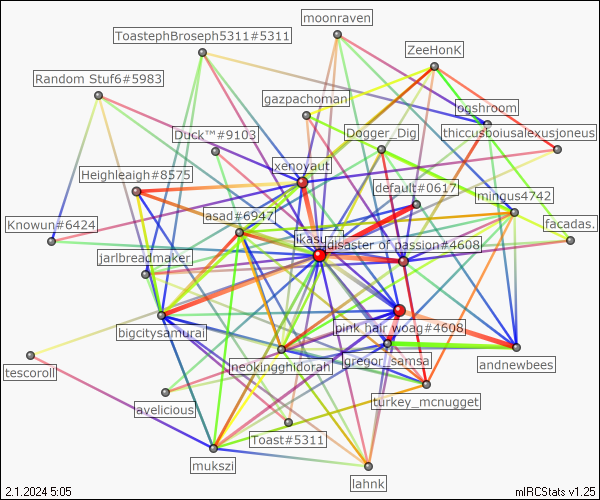 moonraven
ToastephBroseph5311#5311
ZeeHonK
Random Stuf6#5983
gazpachoman
ogshroom
Duck™#9103
Dogger_Dig
thiccusboiusalexusjoneus
xenoyaut
Heighleaigh#8575
default#0617
mingus4742
asad#6947
Knowun#6424
facadas.
disaster of passion#4608
jarlbreadmaker
bigcitysamurai
pink hair woag#4608
neokingghidorah
gregor_samsa
andnewbees
tescoroll
turkey_mcnugget
avelicious
Toast#5311
mukszi
lahnk
2.1.2024 5:05
mIRCStats v1.25